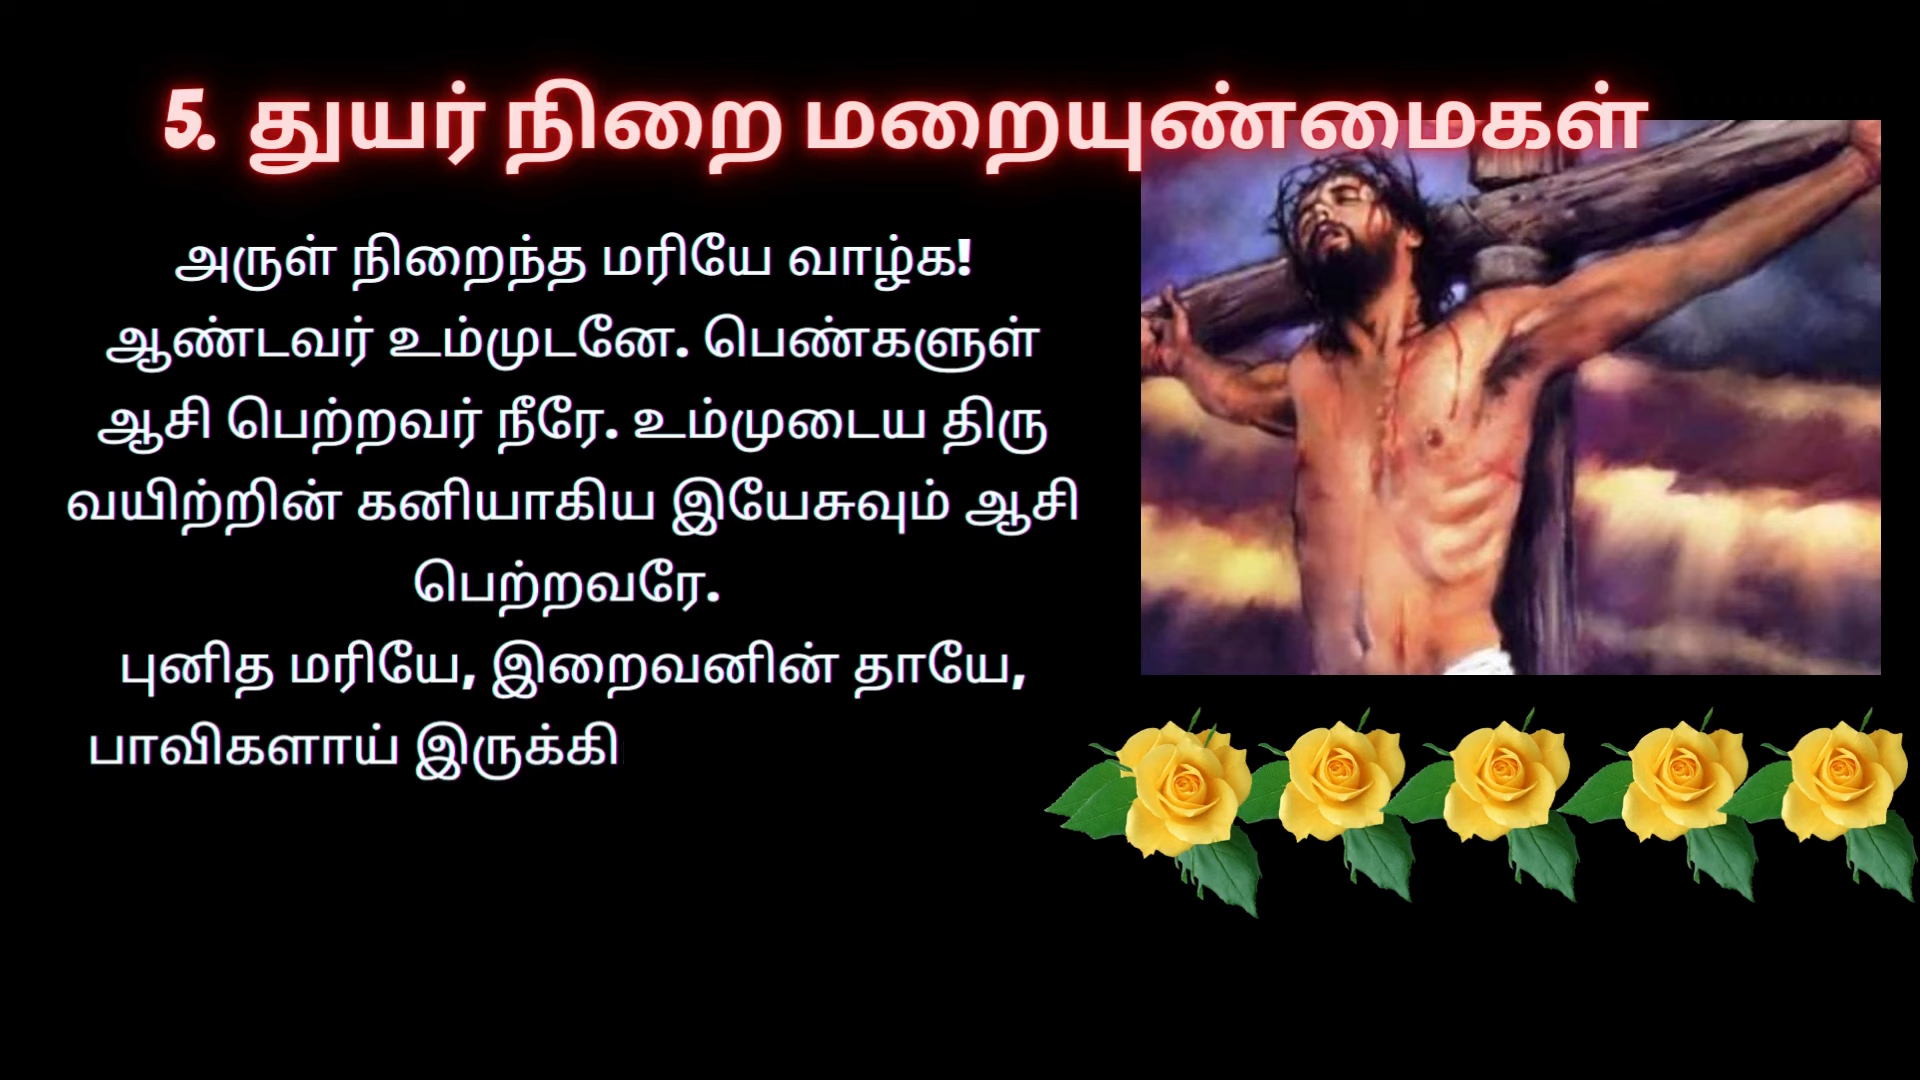 5. துயர் நிறை மறையுண்மைகள்
அருள் நிறைந்த மரியே வாழ்க!
ஆண்டவர் உம்முடனே. பெண்களுள்
ஆசி பெற்றவர் நீரே. உம்முடைய திரு
வயிற்றின் கனியாகிய இயேசுவும் ஆசி
பெற்றவரே.
புனித மரியே, இறைவனின் தாயே,
பாவிகளாய் இருக்கி